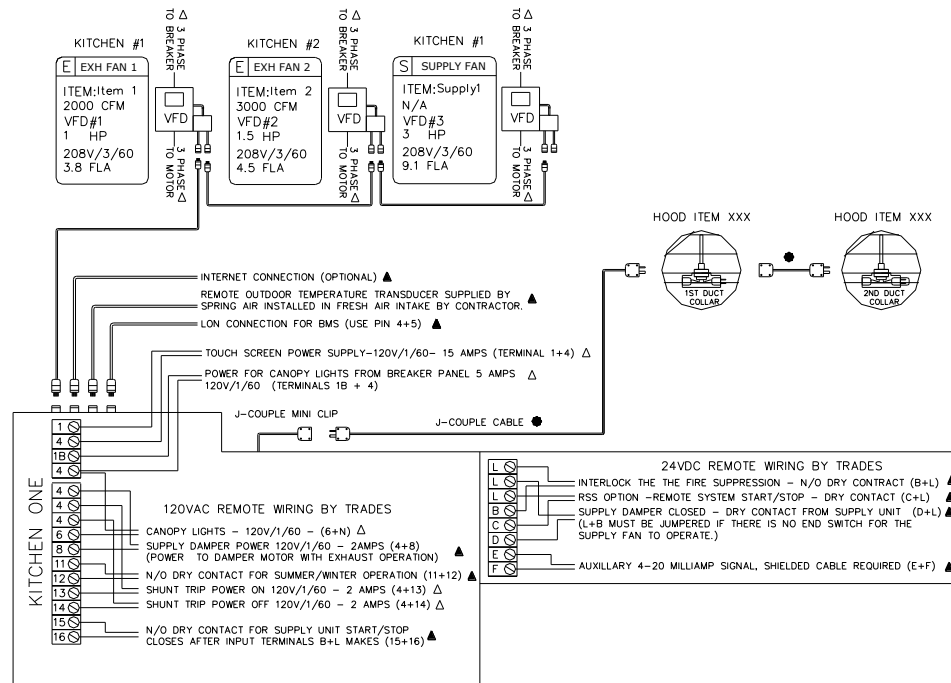 KITCHEN #1
E EXH FAN 1
ITEM:Item 1
2000 CFM
VFD#1
1 HP
208V/3/60
3.8 FLA
△ 3 PHASE
TO BREAKER
VFD
3 PHASE △
TO MOTOR
KITCHEN #2
E EXH FAN 2
ITEM:Item 2
3000 CFM
VFD#2
1.5 HP
208V/3/60
4.5 FLA
△ 3 PHASE
TO BREAKER
VFD
3 PHASE △
TO MOTOR
KITCHEN #1
S SUPPLY FAN
ITEM:Supply1
N/A
VFD#3
3 HP
208V/3/60
9.1 FLA
△ 3 PHASE
TO BREAKER
VFD
3 PHASE △
TO MOTOR
HOOD ITEM XXX
1ST DUCT
COLLAR
HOOD ITEM XXX
2ND DUCT
COLLAR
INTERNET CONNECTION (OPTIONAL) ▲
REMOTE OUTDOOR TEMPERATURE TRANSDUCER SUPPLIED BY
SPRING AIR INSTALLED IN FRESH AIR INTAKE BY CONTRACTOR. ▲
LON CONNECTION FOR BMS (USE PIN 4+5) ▲
TOUCH SCREEN POWER SUPPLY-120V/1/60- 15 AMPS (TERMINAL 1+4) △
POWER FOR CANOPY LIGHTS FROM BREAKER PANEL 5 AMPS △
120V/1/60 (TERMINALS 1B + 4)
J-COUPLE MINI CLIP
J-COUPLE CABLE
KITCHEN ONE
1
4
1B
4
4
4
4
6
8
11
12
13
14
15
16
120VAC REMOTE WIRING BY TRADES
CANOPY LIGHTS - 120V/1/60 - (6+N) △
SUPPLY DAMPER POWER 120V/1/60 - 2AMPS (4+8) ▲
(POWER TO DAMPER MOTOR WITH EXHAUST OPERATION)
N/O DRY CONTACT FOR SUMMER/WINTER OPERATION (11+12) ▲
SHUNT TRIP POWER ON 120V/1/60 - 2 AMPS (4+13) △
SHUNT TRIP POWER OFF 120V/1/60 - 2 AMPS (4+14) △
N/O DRY CONTACT FOR SUPPLY UNIT START/STOP
CLOSES AFTER INPUT TERMINALS B+L MAKES (15+16) ▲
L
L
L
B
C
D
E
F
24VDC REMOTE WIRING BY TRADES
INTERLOCK THE THE FIRE SUPPRESSION - N/O DRY CONTACT (B+L) ▲
RSS OPTION -REMOTE SYSTEM START/STOP - DRY CONTACT (C+L) ▲
SUPPLY DAMPER CLOSED - DRY CONTACT FROM SUPPLY UNIT (D+L) ▲
(L+B MUST BE JUMPERED IF THERE IS NO END SWITCH FOR THE
SUPPLY FAN TO OPERATE.)
AUXILLARY 4-20 MILLIAMP SIGNAL, SHIELDED CABLE REQUIRED (E+F) ▲